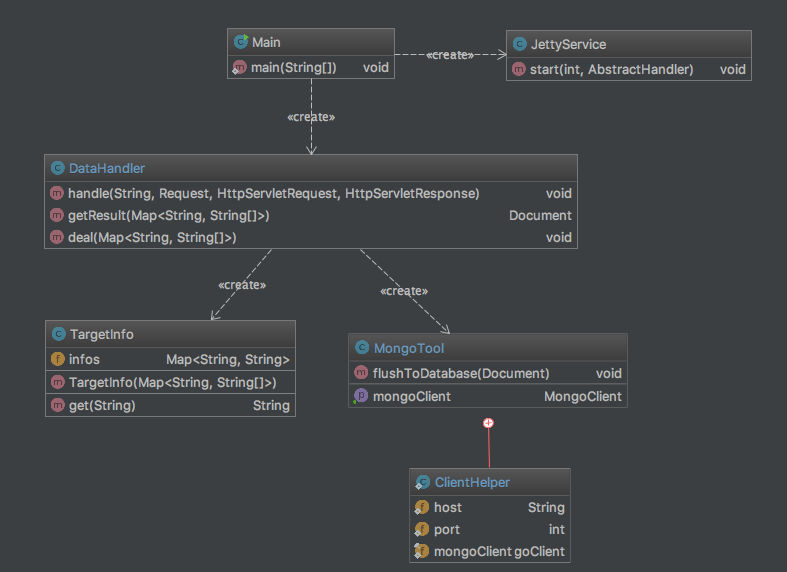 Main
main(String[]) void
JettyService
start(int, AbstractHandler) void
«create»
«create»
DataHandler
handle(String, Request, HttpServletRequest, HttpServletResponse) void
getResult(Map<String, String[]>) Document
deal(Map<String, String[]>) void
«create»
«create»
TargetInfo
infos Map<String, String>
TargetInfo(Map<String, String[]>)
get(String) String
MongoTool
flushToDatabase(Document) void
mongoClient MongoClient
ClientHelper
host String
port int
mongoClient goClient